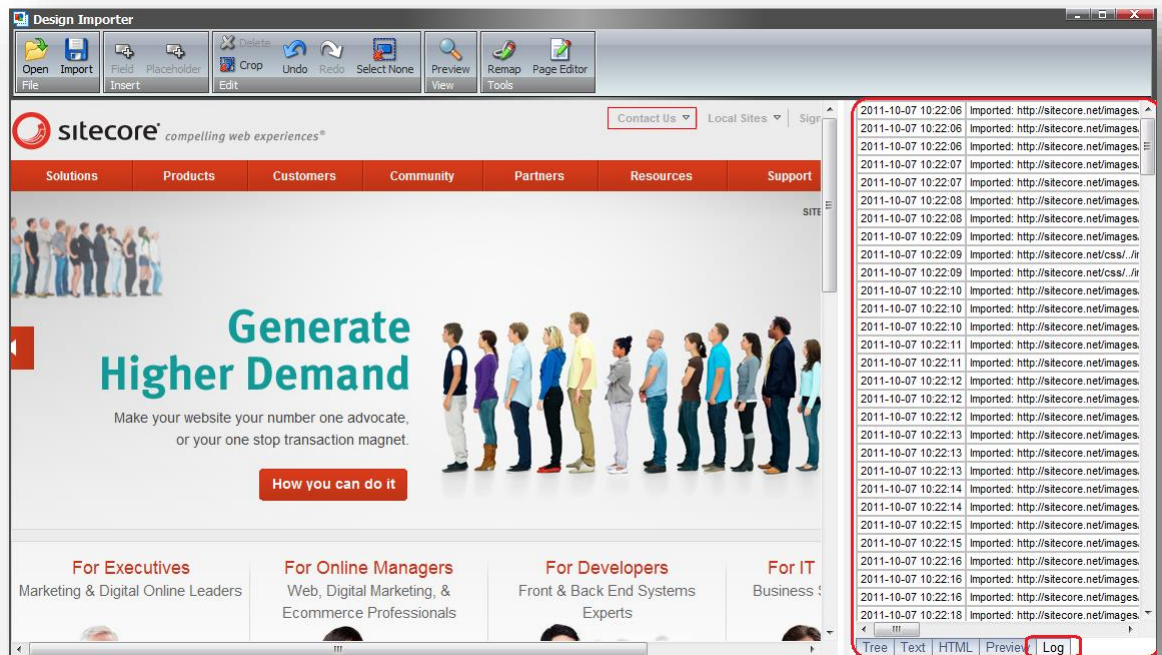 Design Importer
Open Import Field Placeholder Delete Crop Undo Redo Select None Preview Remap Page Editor
File Insert Edit View Tools
sitecore® compelling web experiences®
Contact Us Local Sites
Solutions Products Customers Community Partners Resources Support
Generate
Higher Demand
Make your website your number one advocate,
or your one stop transaction magnet.
How you can do it
For Executives
Marketing & Digital Online Leaders
For Online Managers
Web, Digital Marketing, &
Ecommerce Professionals
For Developers
Front & Back End Systems
Experts
For IT
Business
2011-10-07 10:22:06 Imported: http://sitecore.net/images.
2011-10-07 10:22:06 Imported: http://sitecore.net/images.
2011-10-07 10:22:06 Imported: http://sitecore.net/images.
2011-10-07 10:22:07 Imported: http://sitecore.net/images.
2011-10-07 10:22:07 Imported: http://sitecore.net/images.
2011-10-07 10:22:08 Imported: http://sitecore.net/images.
2011-10-07 10:22:08 Imported: http://sitecore.net/images.
2011-10-07 10:22:09 Imported: http://sitecore.net/images.
2011-10-07 10:22:09 Imported: http://sitecore.net/css/../ir
2011-10-07 10:22:09 Imported: http://sitecore.net/css/../ir
2011-10-07 10:22:10 Imported: http://sitecore.net/images.
2011-10-07 10:22:10 Imported: http://sitecore.net/images.
2011-10-07 10:22:10 Imported: http://sitecore.net/images.
2011-10-07 10:22:11 Imported: http://sitecore.net/images.
2011-10-07 10:22:11 Imported: http://sitecore.net/images.
2011-10-07 10:22:12 Imported: http://sitecore.net/images.
2011-10-07 10:22:12 Imported: http://sitecore.net/images.
2011-10-07 10:22:12 Imported: http://sitecore.net/images.
2011-10-07 10:22:13 Imported: http://sitecore.net/images.
2011-10-07 10:22:13 Imported: http://sitecore.net/images.
2011-10-07 10:22:13 Imported: http://sitecore.net/images.
2011-10-07 10:22:14 Imported: http://sitecore.net/images.
2011-10-07 10:22:14 Imported: http://sitecore.net/images.
2011-10-07 10:22:15 Imported: http://sitecore.net/images.
2011-10-07 10:22:15 Imported: http://sitecore.net/images.
2011-10-07 10:22:16 Imported: http://sitecore.net/images.
2011-10-07 10:22:16 Imported: http://sitecore.net/images.
2011-10-07 10:22:16 Imported: http://sitecore.net/images.
2011-10-07 10:22:18 Imported: http://sitecore.net/images.
Tree Text HTML Preview Log